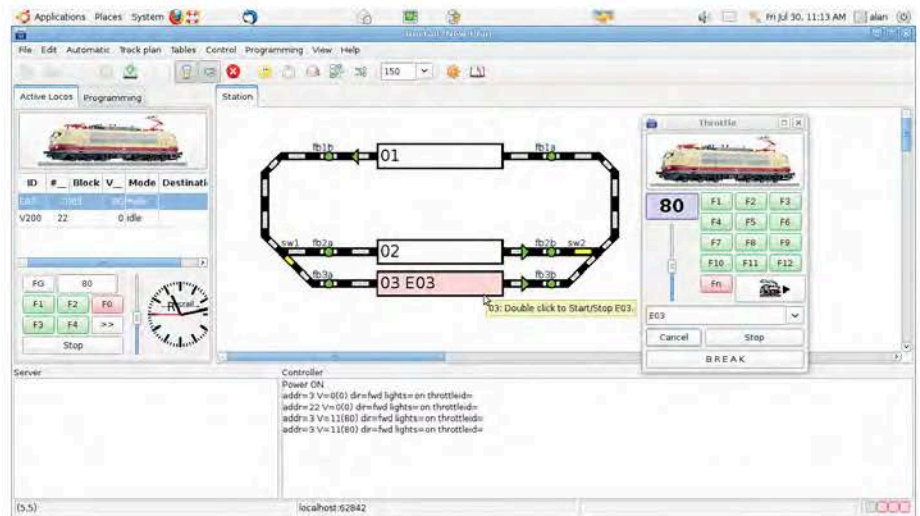 Applications Places System
Fri Jul 30, 11:13 AM alan
File Edit Automatic Track plan Tables Control Programming View Help
150
Active Locos Programming
Station
ID #_ Block V_ Mode Destinati
V200 22 0 idle
FG 80
F1 F2 F0
F3 F4 >>
Stop
fb1b 01 fb1a
sw1 fb2a 02 fb2b sw2
fb3a 03 E03 fb3b
03: Double click to Start/Stop E03.
Throttle
80 F1 F2 F3
F4 F5 F6
F7 F8 F9
F10 F11 F12
Fn
E03
Cancel Stop
BREAK
Server
Controller
Power ON
addr=3 V=0(0) dir=fwd lights=on throttleid=
addr=22 V=0(0) dir=fwd lights=on throttleid=
addr=3 V=11(80) dir=fwd lights=on throttleid=
addr=3 V=11(80) dir=fwd lights=on throttleid=
(5.5) localhost:62842